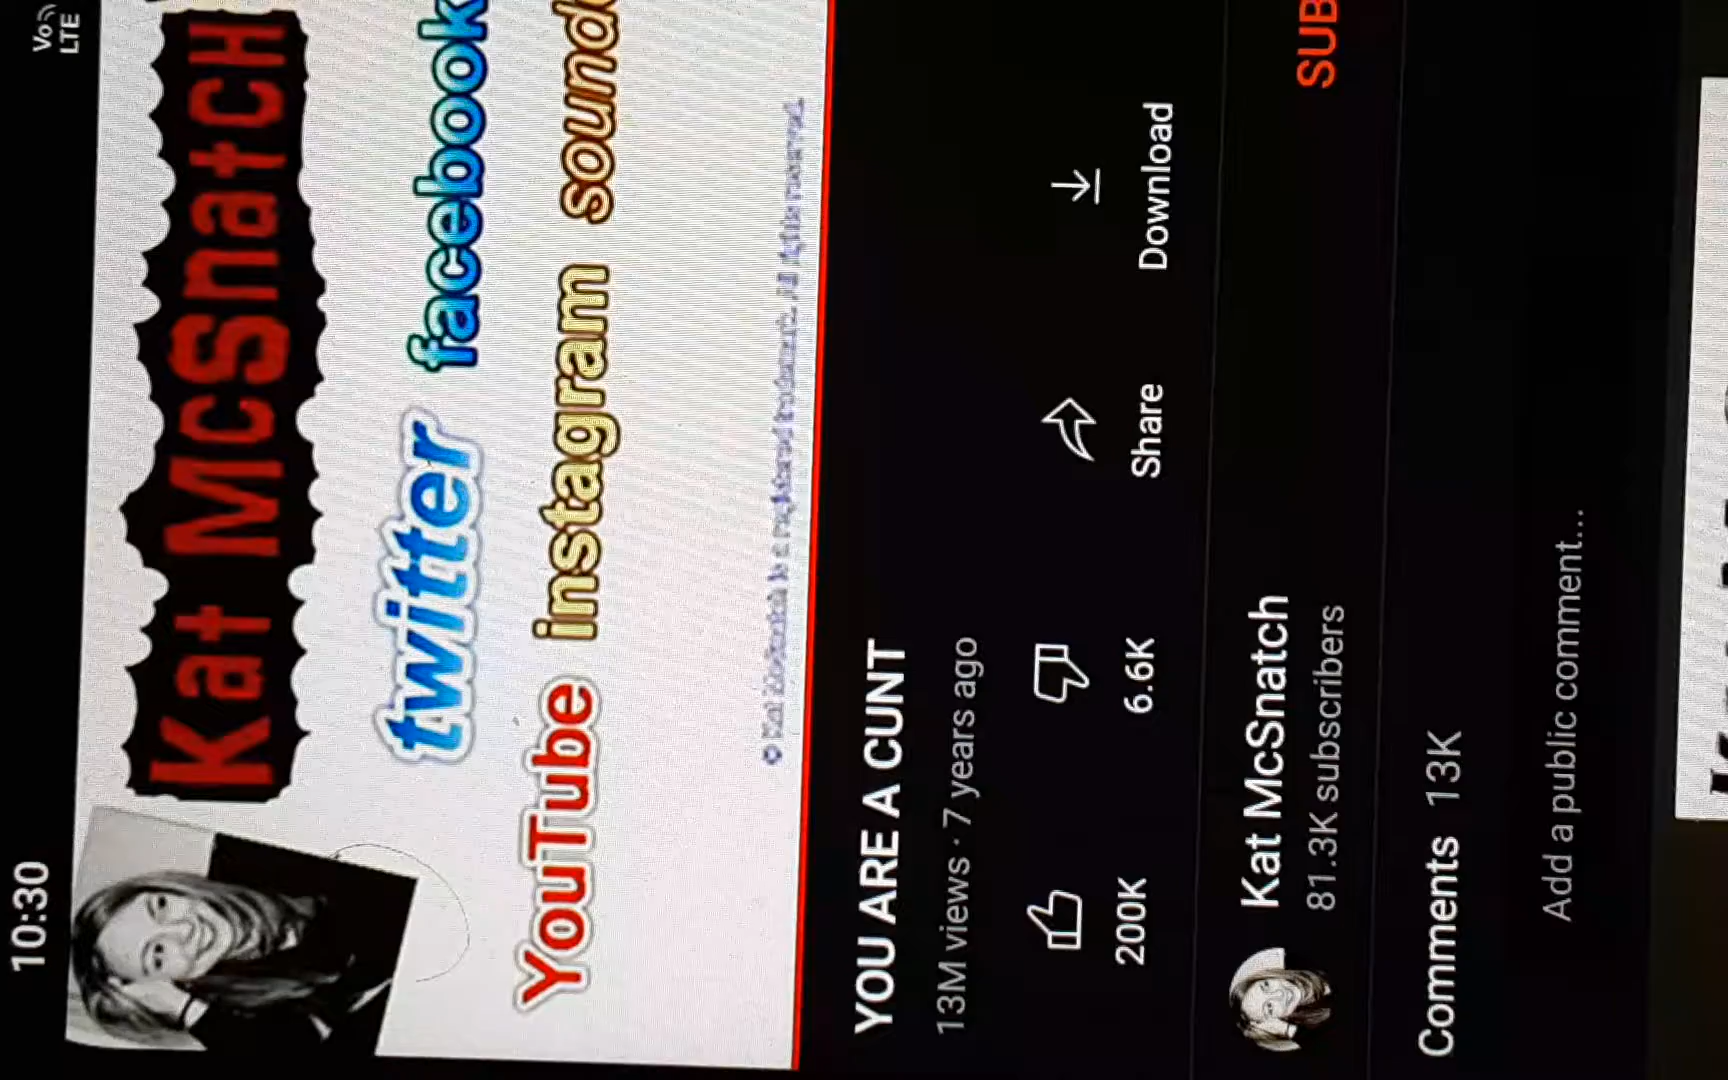 10:30
Vo LTE
Kat McSnatcH
twitter facebook
YouTube instagram sound
YOU ARE A CUNT
13M views · 7 years ago
200K
6.6K
Share
Download
Kat McSnatch
81.3K subscribers
SUB
Comments 13K
Add a public comment...